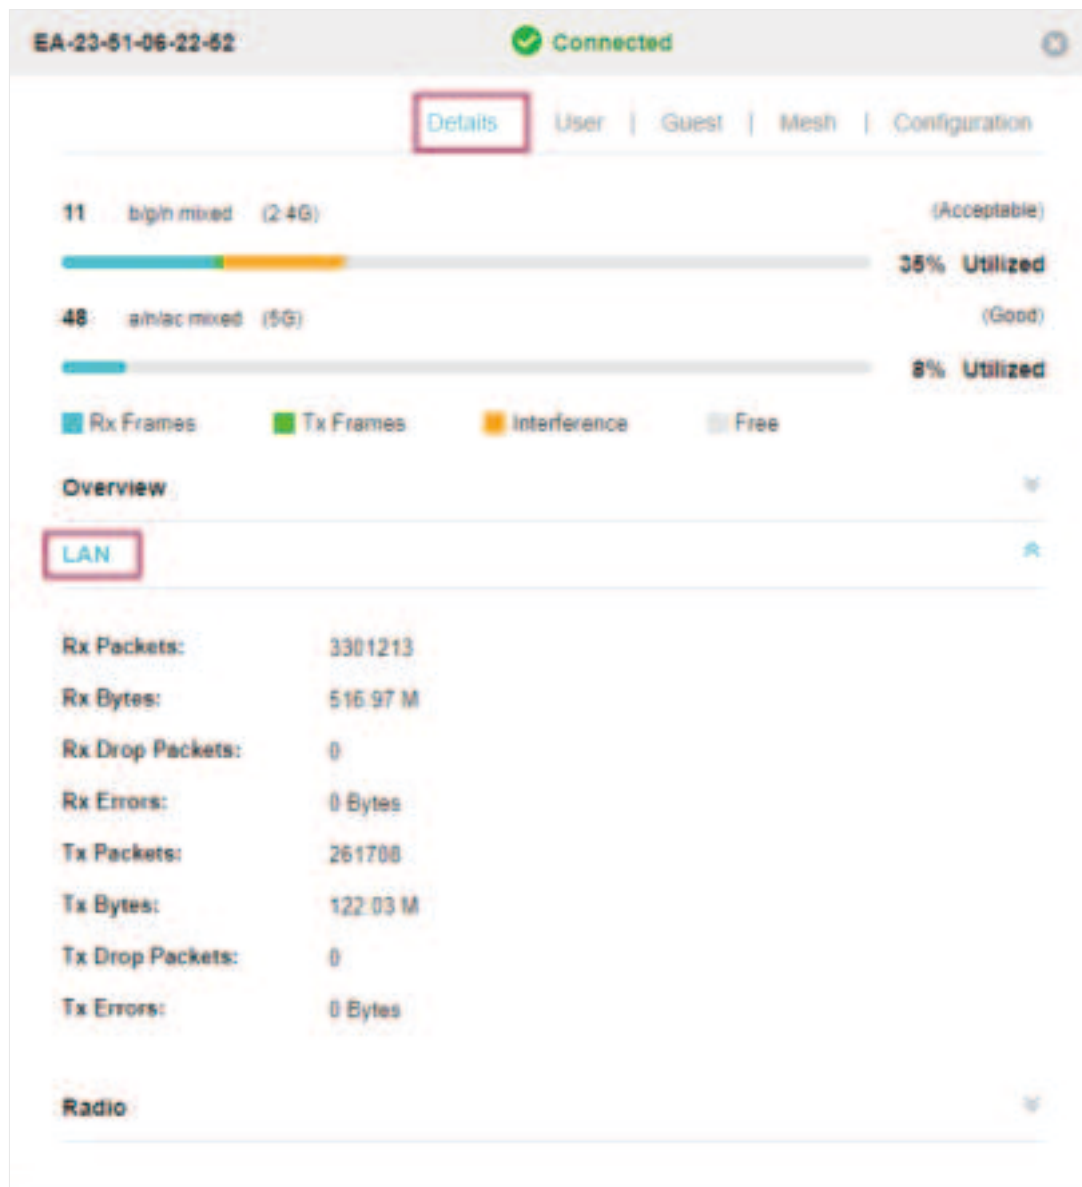 EA-23-51-06-22-52 Connected
Details User | Guest | Mesh | Configuration
11 b/g/n mixed (2.4G) (Acceptable)
35% Utilized
48 a/n/ac mixed (5G) (Good)
8% Utilized
Rx Frames Tx Frames Interference Free
Overview
LAN
Rx Packets: 3301213
Rx Bytes: 516.97 M
Rx Drop Packets: 0
Rx Errors: 0 Bytes
Tx Packets: 261708
Tx Bytes: 122.03 M
Tx Drop Packets: 0
Tx Errors: 0 Bytes
Radio